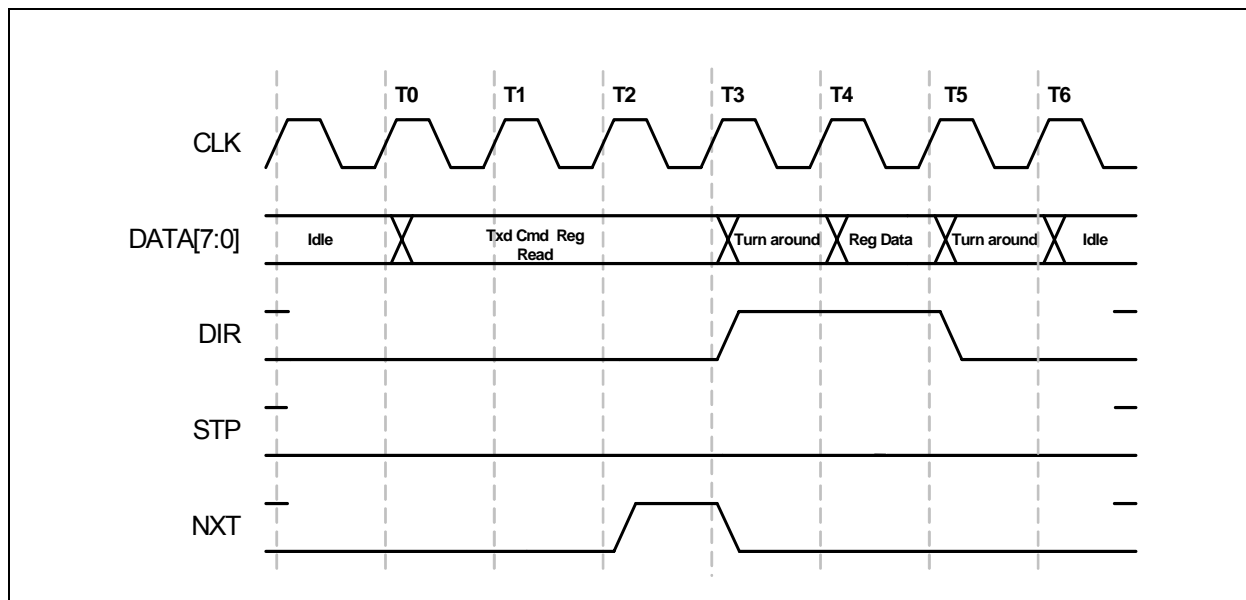 T0 T1 T2 T3 T4 T5 T6
CLK
DATA[7:0]
Idle
Txd Cmd Reg
Read
Turn around
Reg Data
Turn around
Idle
DIR
STP
NXT